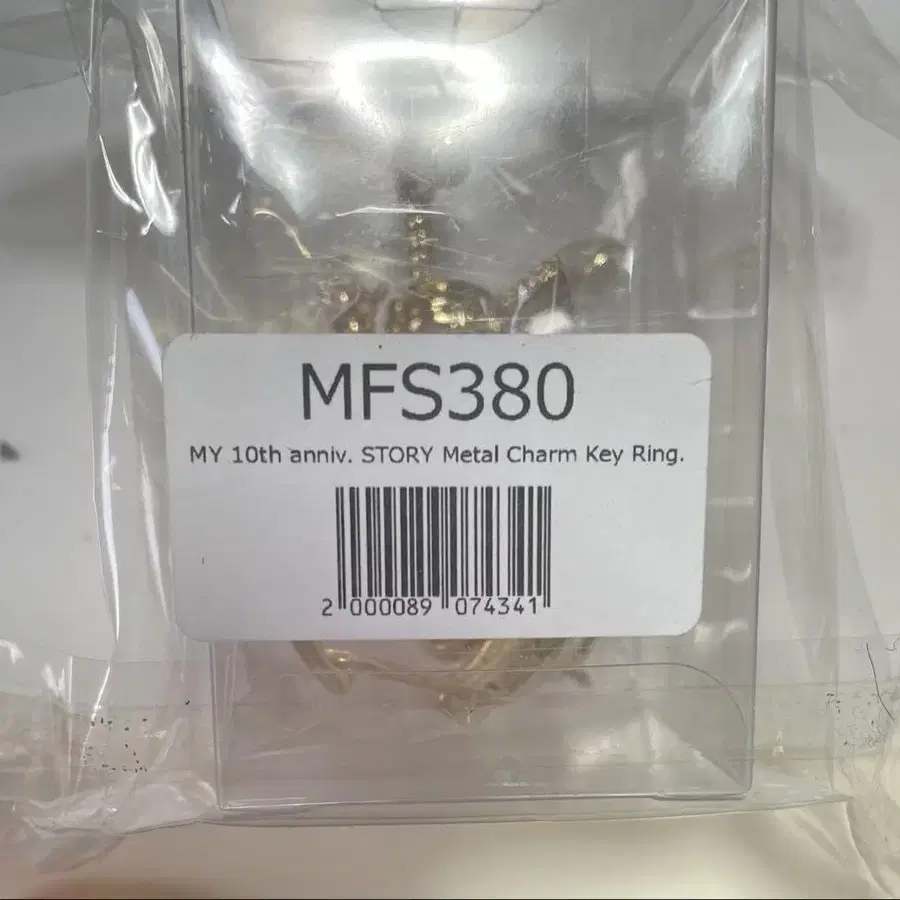 MFS380
MY 10th anniv. STORY Metal Charm Key Ring.
2 000089 074341